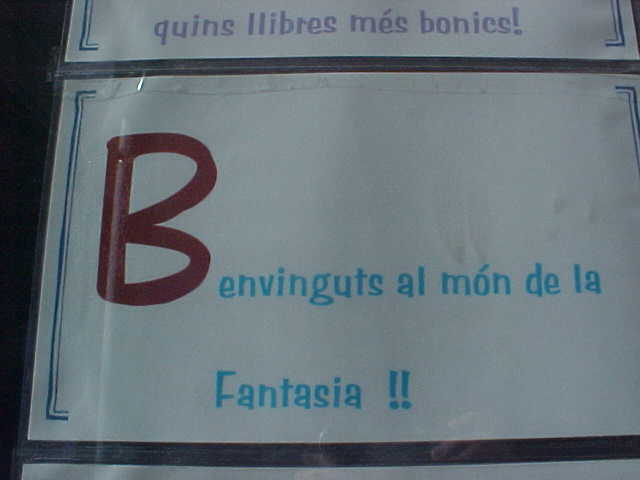 quins llibres més bonics!
Benvinguts al món de la
Fantasia !!